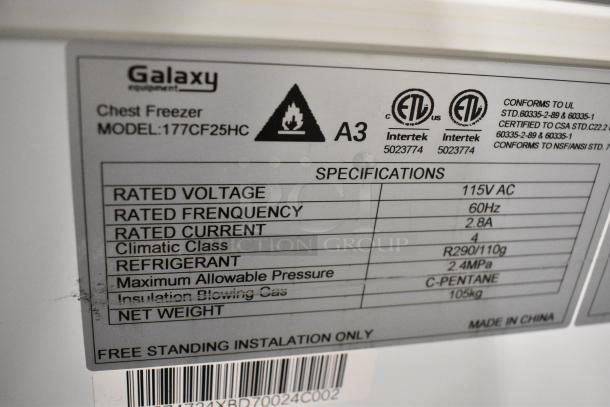 Galaxy
equipment
Chest Freezer
MODEL:177CF25HC
A3
C US
Intertek Intertek
5023774 5023774
CONFORMS TO UL
STD.60335-2-89 & 60335-1
CERTIFIED TO CSA STD.C22.2
60335-2-89 & 60335-1
CONFORMS TO NSF/ANSI STD. 7
SPECIFICATIONS
RATED VOLTAGE 115V AC
RATED FRENQUENCY 60Hz
RATED CURRENT 2.8A
Climatic Class 4
REFRIGERANT R290/110g
Maximum Allowable Pressure 2.4MPa
Insulation Blowing Gas C-PENTANE
NET WEIGHT 105kg
FREE STANDING INSTALATION ONLY MADE IN CHINA